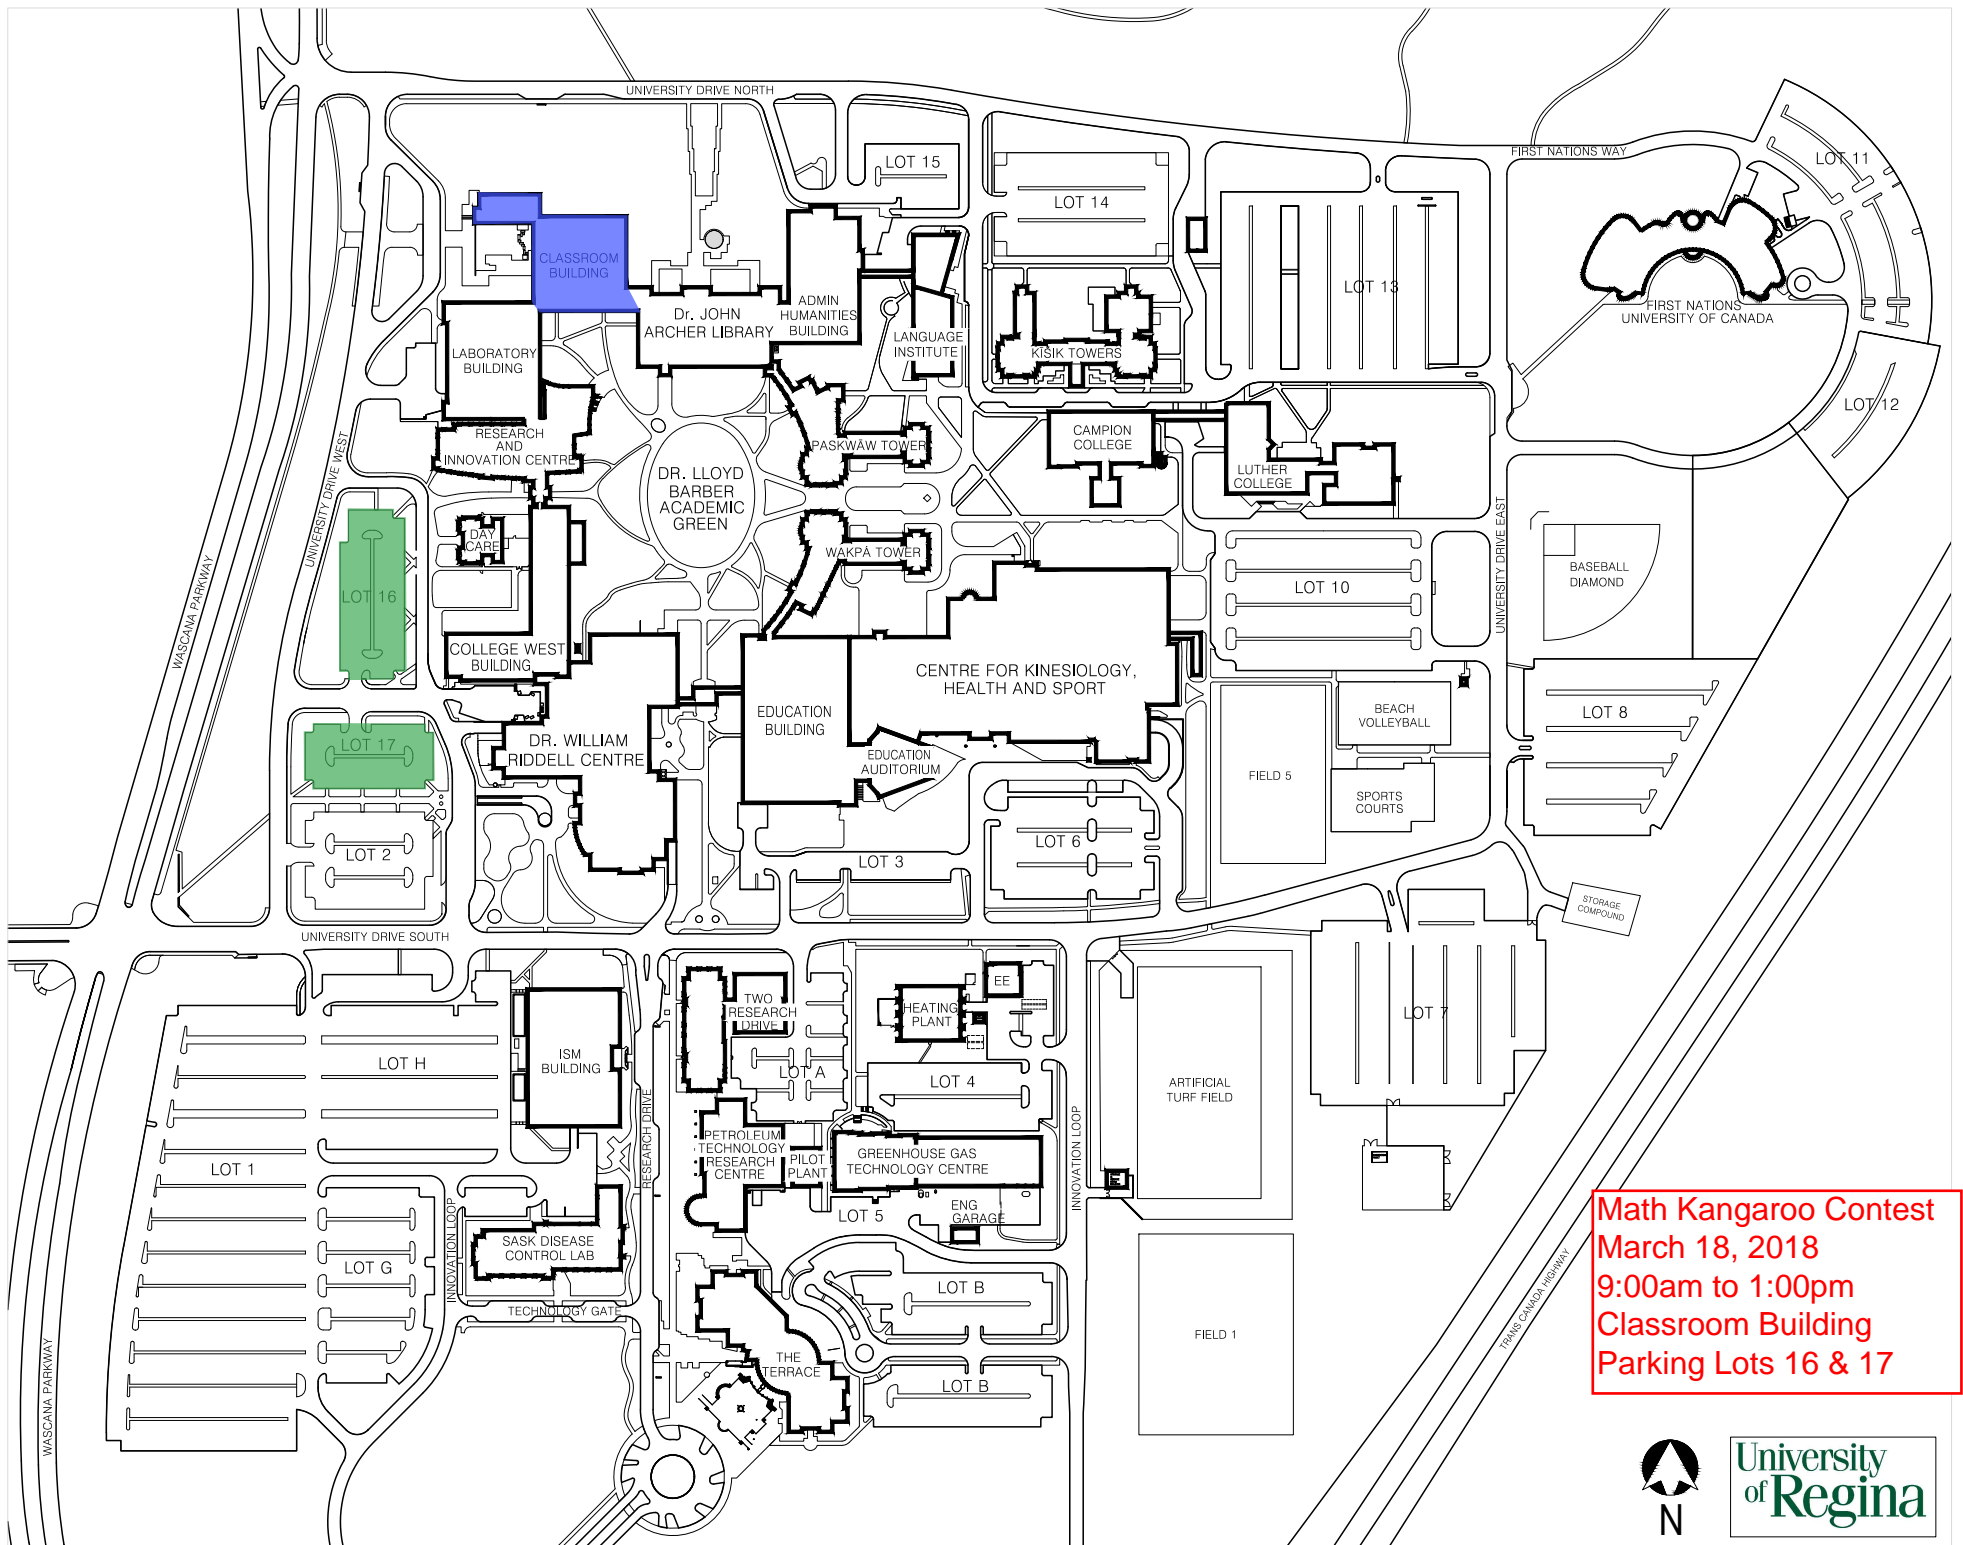 UNIVERSITY DRIVE NORTH
FIRST NATIONS WAY
LOT 15
LOT 11
LOT 14
CLASSROOM
BUILDING
LOT 13
Dr. JOHN
ARCHER LIBRARY
ADMIN
HUMANITIES
BUILDING
FIRST NATIONS
UNIVERSITY OF CANADA
LANGUAGE
INSTITUTE
KĪSIK TOWERS
LABORATORY
BUILDING
LOT 12
RESEARCH
AND
INNOVATION CENTRE
PASKWĀW TOWER
CAMPION
COLLEGE
LUTHER
COLLEGE
DR. LLOYD
BARBER
ACADEMIC
GREEN
UNIVERSITY DRIVE WEST
DAY
CARE
WAKPÁ TOWER
UNIVERSITY DRIVE EAST
BASEBALL
DIAMOND
LOT 10
LOT 16
WASCANA PARKWAY
COLLEGE WEST
BUILDING
CENTRE FOR KINESIOLOGY,
HEALTH AND SPORT
EDUCATION
BUILDING
BEACH
VOLLEYBALL
LOT 8
LOT 17
DR. WILLIAM
RIDDELL CENTRE
EDUCATION
AUDITORIUM
FIELD 5
SPORTS
COURTS
LOT 2
LOT 3
LOT 6
STORAGE
COMPOUND
UNIVERSITY DRIVE SOUTH
TWO
RESEARCH
DRIVE
EE
HEATING
PLANT
LOT 7
LOT H
ISM
BUILDING
LOT A
LOT 4
ARTIFICIAL
TURF FIELD
RESEARCH DRIVE
INNOVATION LOOP
PETROLEUM
TECHNOLOGY
RESEARCH
CENTRE
PILOT
PLANT
GREENHOUSE GAS
TECHNOLOGY CENTRE
LOT 1
LOT 5
ENG
GARAGE
INNOVATION LOOP
SASK DISEASE
CONTROL LAB
LOT G
TECHNOLOGY GATE
LOT B
TRANS CANADA HIGHWAY
FIELD 1
THE
TERRACE
LOT B
WASCANA PARKWAY
Math Kangaroo Contest
March 18, 2018
9:00am to 1:00pm
Classroom Building
Parking Lots 16 & 17
N
University
of Regina